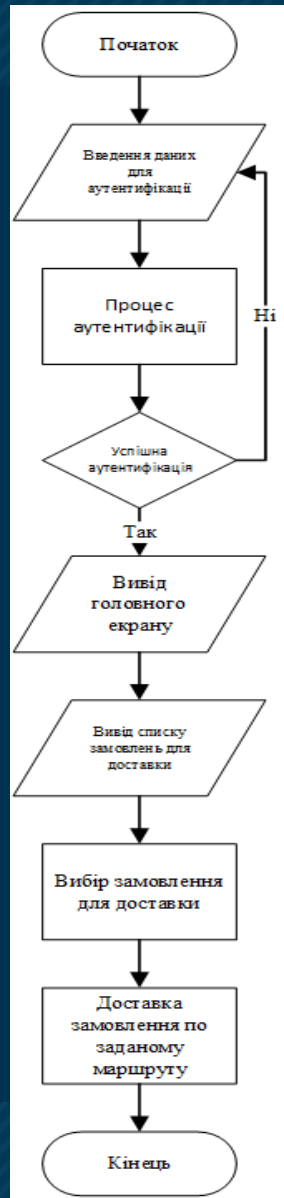 Початок
Введення даних
для
аутентифікації
Процес
аутентифікації
Ні
Успішна
аутентифікація
Так
Вивід
головного
екрану
Вивід списку
замовлень для
доставки
Вибір замовлення
для доставки
Доставка
замовлення по
заданому
маршруту
Кінець